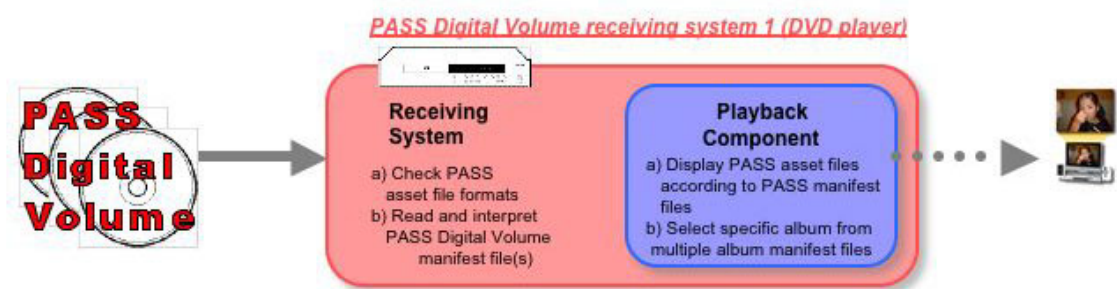 PASS Digital Volume receiving system 1 (DVD player)
PASS
Digital
Volume
Receiving
System
a) Check PASS
asset file formats
b) Read and interpret
PASS Digital Volume
manifest file(s)
Playback
Component
a) Display PASS asset files
according to PASS manifest
files
b) Select specific album from
multiple album manifest files